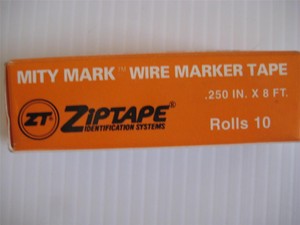 MITY MARK™ WIRE MARKER TAPE
.250 IN. X 8 FT.
ZT® ZIPTAPE®
IDENTIFICATION SYSTEMS
Rolls 10